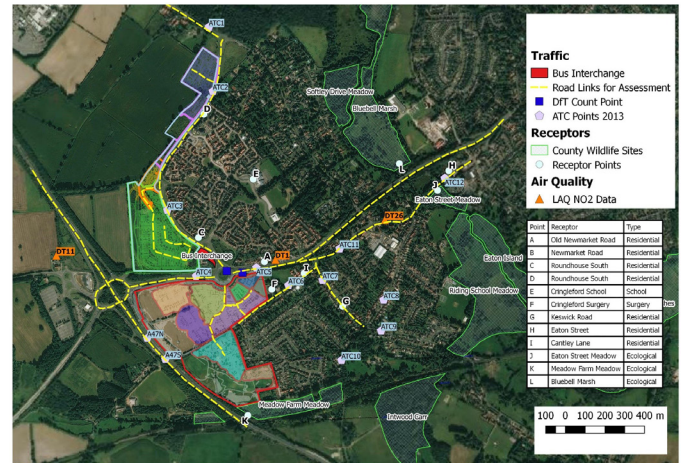 ATC1
ATC2
D
Softley Drive Meadow
Bluebell Marsh
L
H
ATC12
J
Eaton Street Meadow
E
ATC3
C
DT26
DT11
Bus Interchange
A
DT1
ATC11
Eaton Island
ATC4
ATC5
I
F
ATC6
ATC7
Riding School Meadow
hes
G
ATC8
A47N
ATC9
A47S
ATC10
Meadow Farm Meadow
K
Intwood Carr
Traffic
Bus Interchange
Road Links for Assessment
DfT Count Point
ATC Points 2013
Receptors
County Wildlife Sites
Receptor Points
Air Quality
LAQ NO2 Data
Point Receptor Type
A Old Newmarket Road Residential
B Newmarket Road Residential
C Roundhouse South Residential
D Roundhouse South Residential
E Cringleford School School
F Cringleford Surgery Surgery
G Keswick Road Residential
H Eaton Street Residential
I Cantley Lane Residential
J Eaton Street Meadow Ecological
K Meadow Farm Meadow Ecological
L Bluebell Marsh Ecological
100 0 100 200 300 400 m